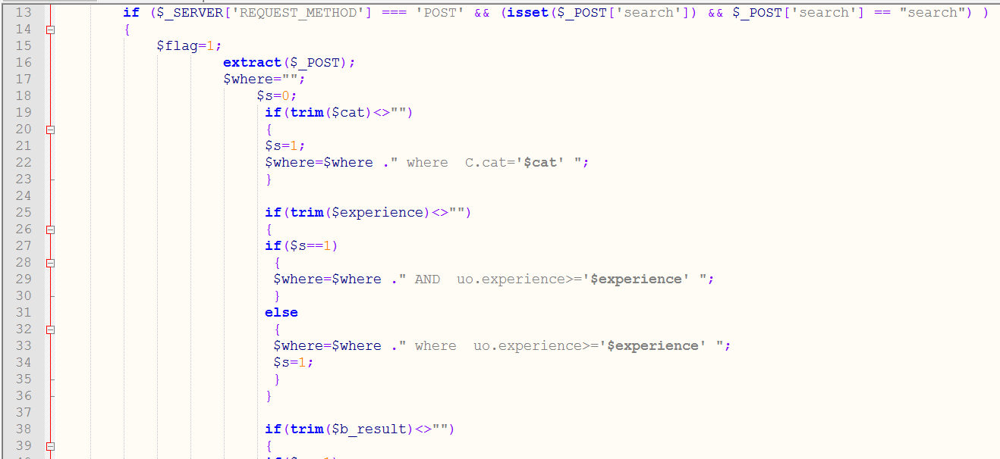 13 if ($_SERVER['REQUEST_METHOD'] === 'POST' && (isset($_POST['search']) && $_POST['search'] == "search") )
14 {
15 $flag=1;
16 extract($_POST);
17 $where="";
18 $s=0;
19 if(trim($cat)<>"")
20 {
21 $s=1;
22 $where=$where ." where  C.cat='$cat' ";
23 }
24
25 if(trim($experience)<>"")
26 {
27 if($s==1)
28 {
29 $where=$where ." AND  uo.experience>='$experience' ";
30 }
31 else
32 {
33 $where=$where ." where  uo.experience>='$experience' ";
34 $s=1;
35 }
36 }
37
38 if(trim($b_result)<>"")
39 {